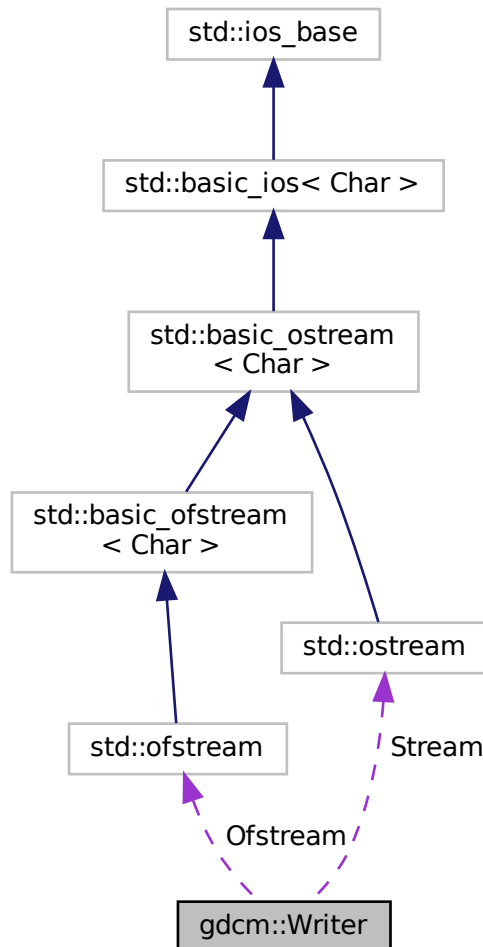 std::ios_base
std::basic_ios< Char >
std::basic_ostream
< Char >
std::basic_ofstream
< Char >
std::ostream
std::ofstream
Stream
Ofstream
gdcm::Writer